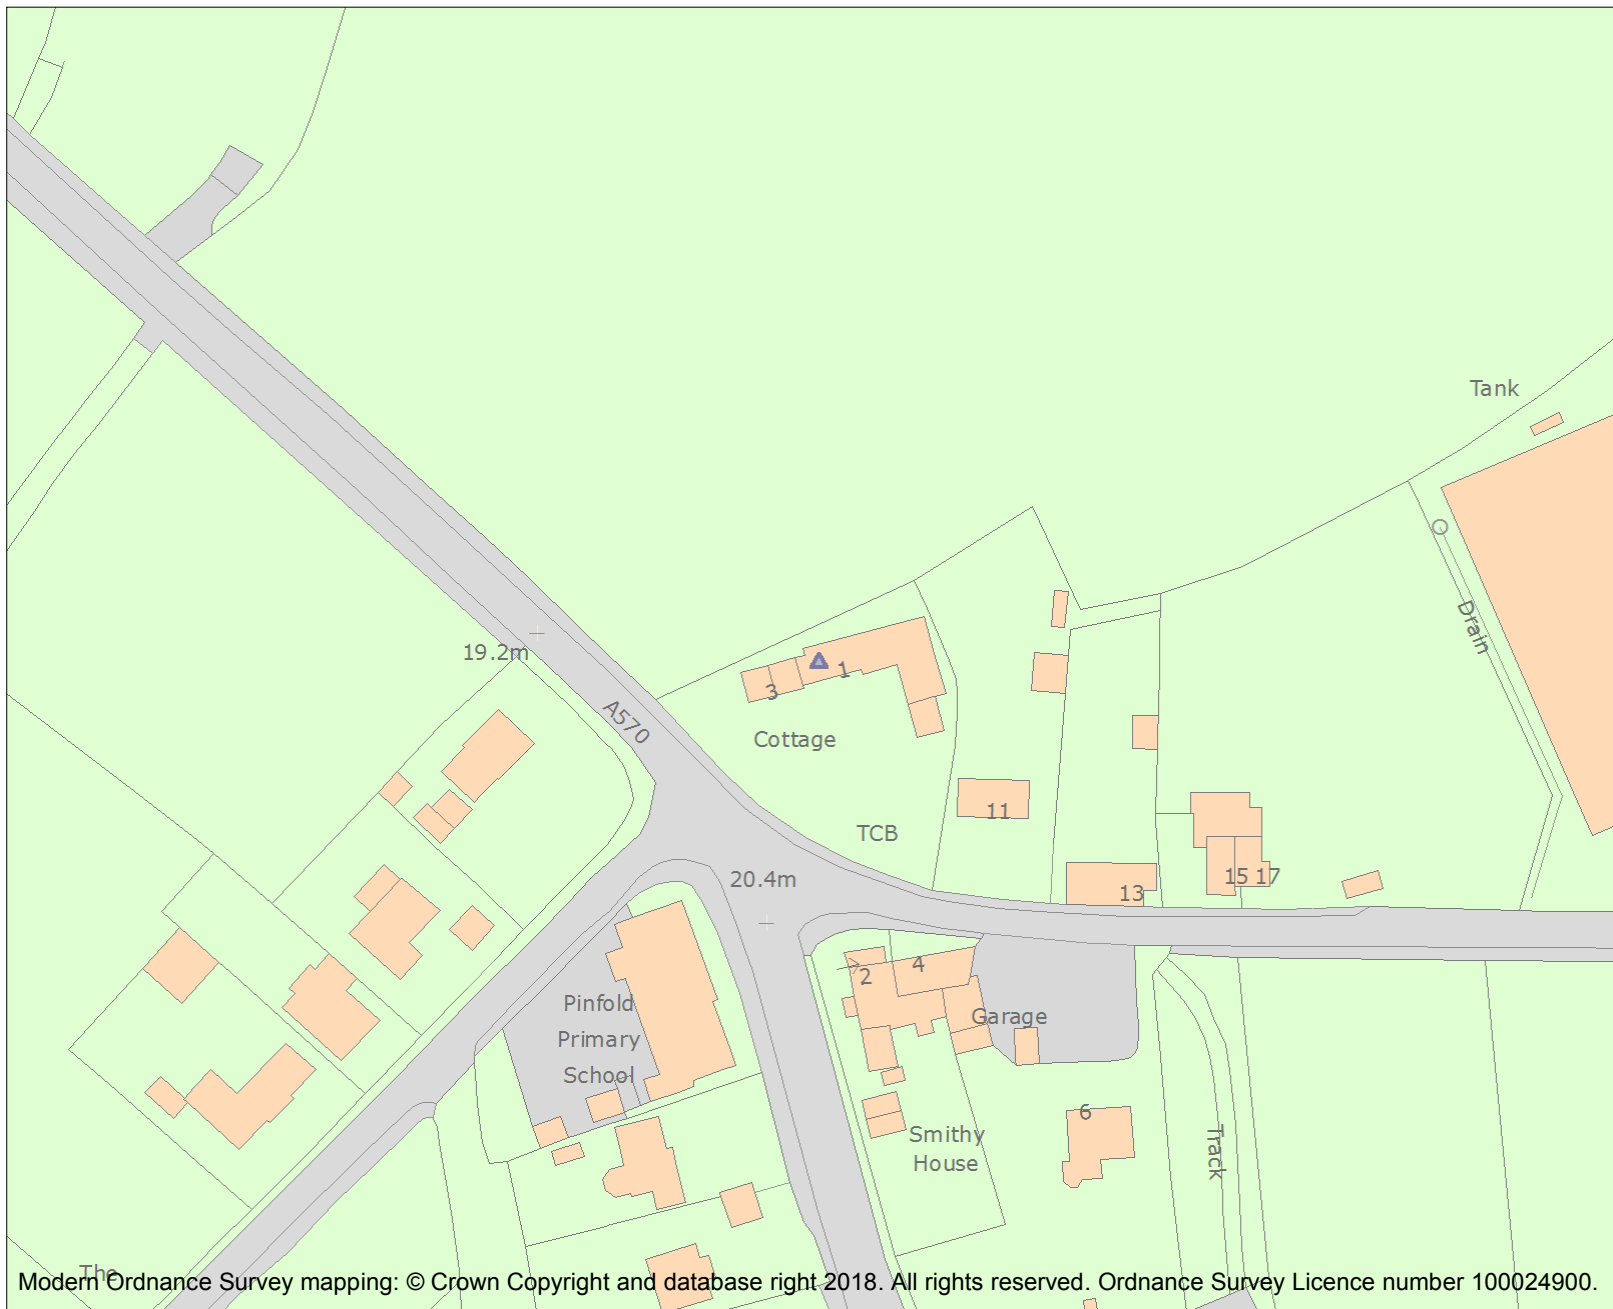 Tank
Drain
19.2m
A570
3
1
Cottage
11
TCB
20.4m
13
15 17
2
4
Garage
Pinfold
Primary
School
6
Smithy
House
Track
The
Modern Ordnance Survey mapping: © Crown Copyright and database right 2018. All rights reserved. Ordnance Survey Licence number 100024900.